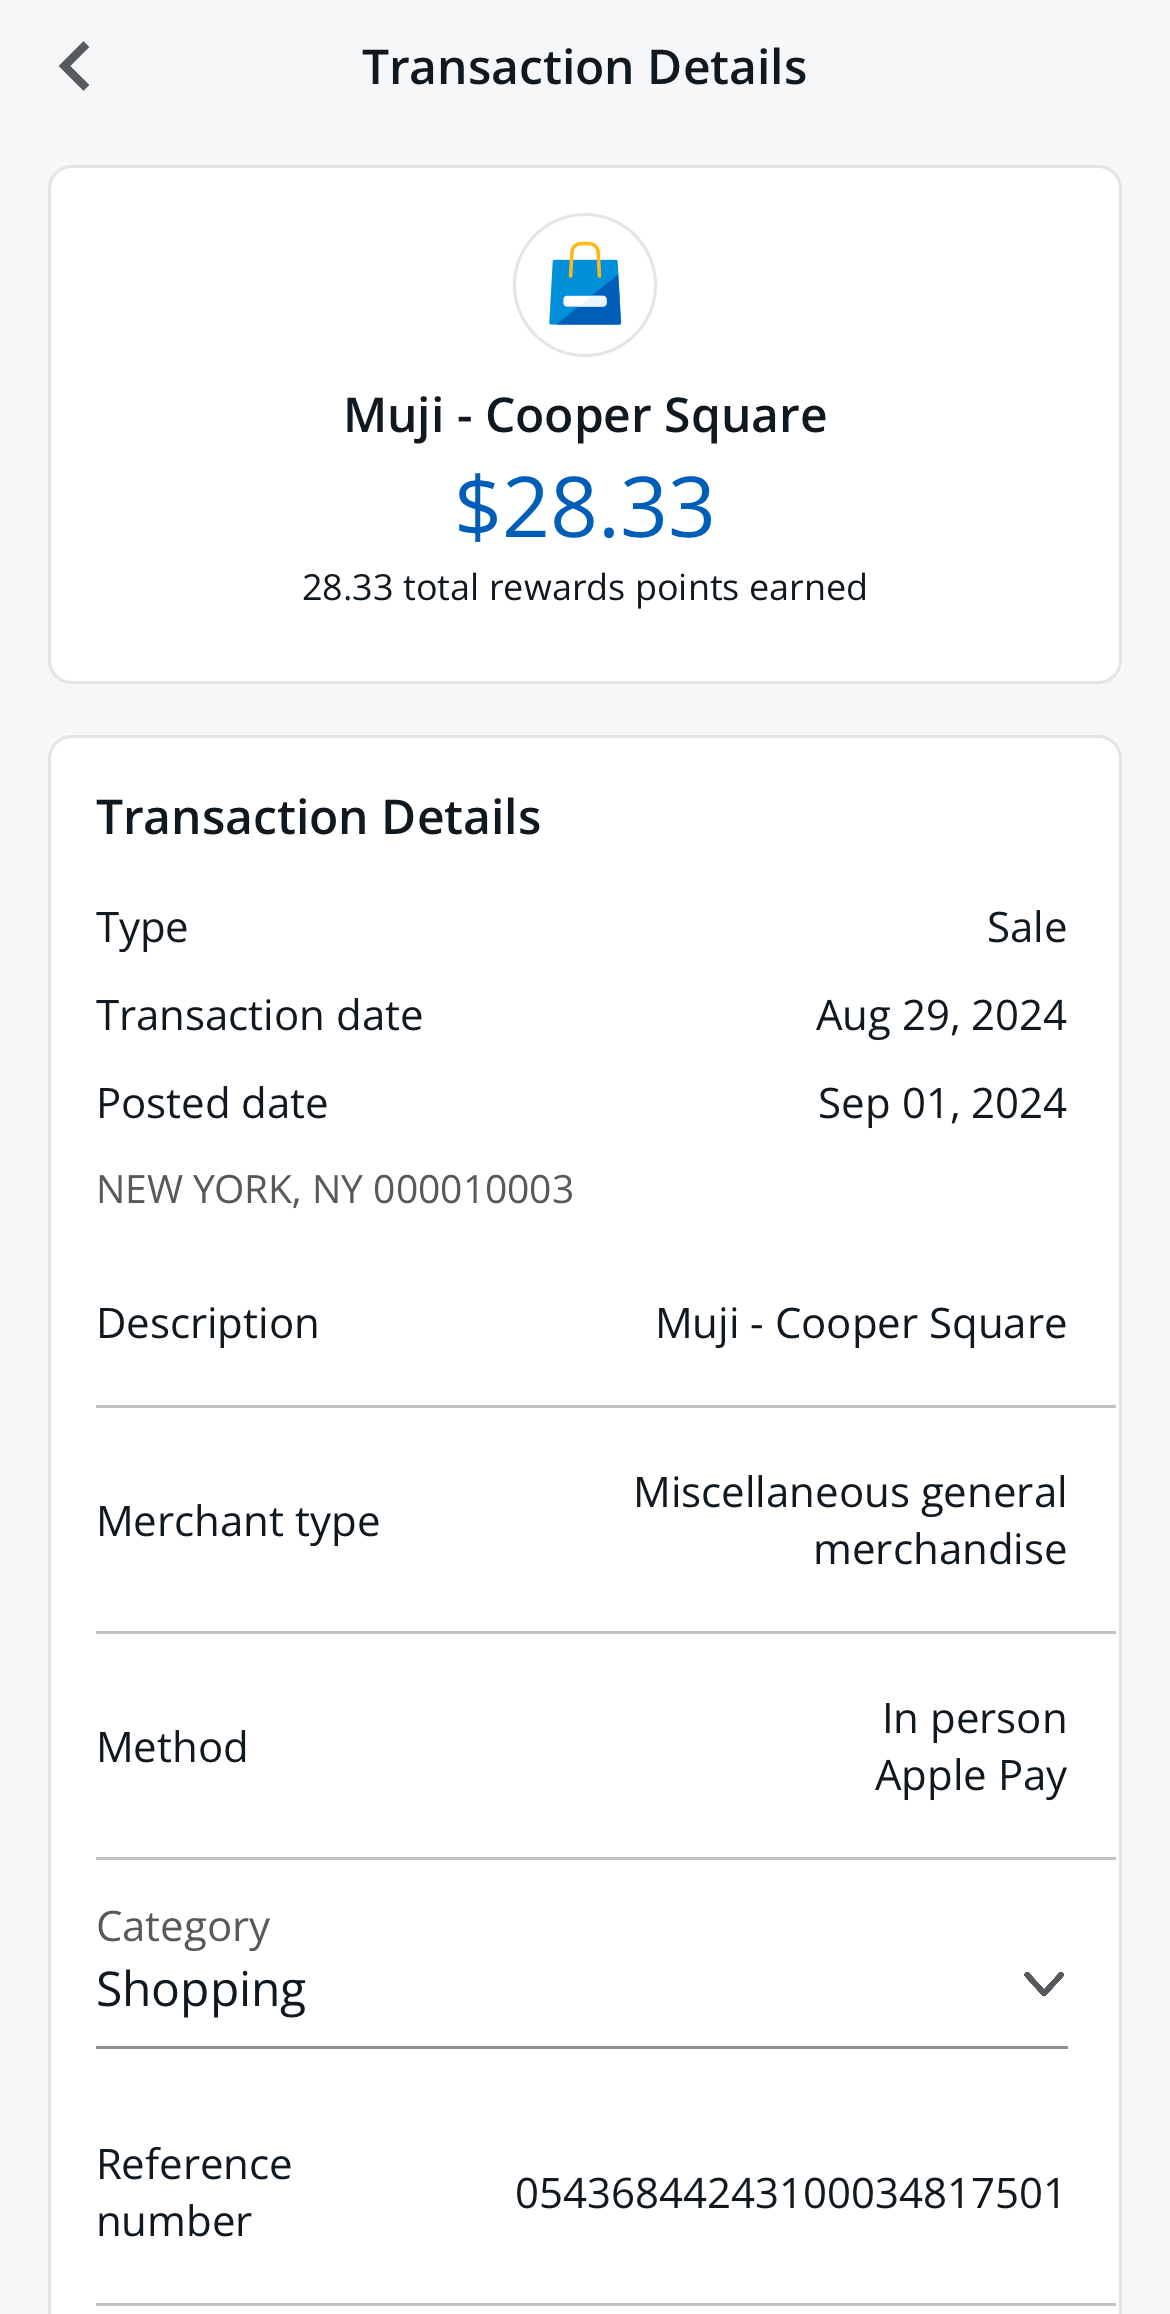 Transaction Details
Muji - Cooper Square
$28.33
28.33 total rewards points earned
Transaction Details
Type Sale
Transaction date Aug 29, 2024
Posted date Sep 01, 2024
NEW YORK, NY 000010003
Description Muji - Cooper Square
Merchant type Miscellaneous general
merchandise
Method In person
Apple Pay
Category
Shopping
Reference
number 05436844243100034817501